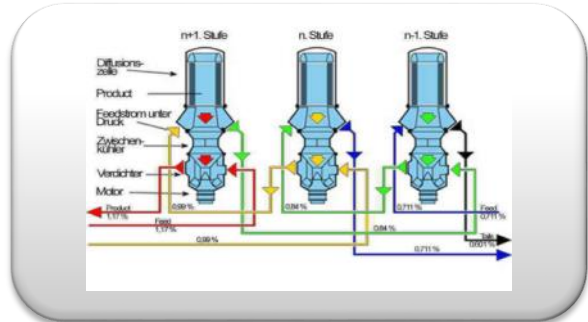 n+1. Stufe
n. Stufe
n-1. Stufe
Diffusions-
zelle
Product
Feedstrom unter
Druck
Zwischen-
kühler
Verdichter
Motor
Product
1,17 %
0,99 %
Feed
1,17 %
0,84 %
0,711 %
Feed
0,711 %
0,84 %
Tails
0,601 %
0,99 %
0,711 %